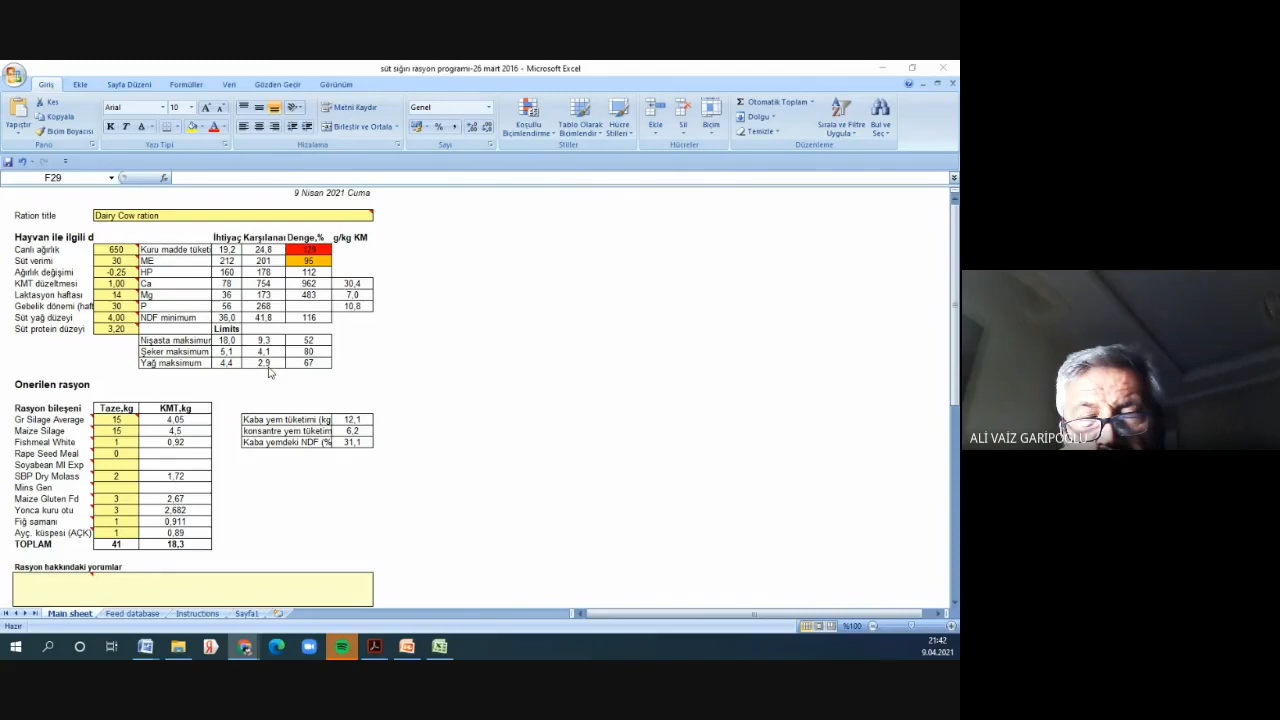 süt sığırı rasyon programı-26 mart 2016 - Microsoft Excel
Giriş Ekle Sayfa Düzeni Formüller Veri Gözden Geçir Görünüm
Yapıştır Kes Kopyala Biçim Boyacısı Pano
Arial 10 K T A Yazı Tipi
Metni Kaydır Birleştir ve Ortala Hizalama
Genel % Sayı
Koşullu Biçimlendirme Tablo Olarak Biçimlendir Hücre Stilleri Stiller
Ekle Sil Biçim Hücreler
Σ Otomatik Toplam Dolgu Temizle Sırala ve Filtre Uygula Bul ve Seç Düzenleme
F29 fx
9 Nisan 2021 Cuma
Ration title Dairy Cow ration
Hayvan ile ilgili d İhtiyaç Karşılanan Denge,% g/kg KM
Canlı ağırlık 650 Kuru madde tüketi 19,2 24,8 129
Süt verimi 30 ME 212 201 95
Ağırlık değişimi -0,25 HP 160 178 112
KMT düzeltmesi 1,00 Ca 78 754 962 30,4
Laktasyon haftası 14 Mg 36 173 483 7,0
Gebelik dönemi (haft 30 P 56 268 10,8
Süt yağ düzeyi 4,00 NDF minimum 36,0 41,8 116
Süt protein düzeyi 3,20 Limits
Nişasta maksimum 18,0 9,3 52
Şeker maksimum 5,1 4,1 80
Yağ maksimum 4,4 2,9 67
Onerilen rasyon
Rasyon bileşeni Taze,kg KMT,kg
Gr Silage Average 15 4,05 Kaba yem tüketimi (kg 12,1
Maize Silage 15 4,5 konsantre yem tüketim 6,2
Fishmeal White 1 0,92 Kaba yemdeki NDF (% 31,1
Rape Seed Meal 0
Soyabean Ml Exp
SBP Dry Molass 2 1,72
Mins Gen
Maize Gluten Fd 3 2,67
Yonca kuru otu 3 2,682
Fiğ samanı 1 0,911
Ayç. küspesi (AÇK) 1 0,89
TOPLAM 41 18,3
Rasyon hakkındaki yorumlar
Main sheet Feed database Instructions Sayfa1
Hazır %100
21:42
9.04.2021
ALİ VAİZ GARİPOĞLU